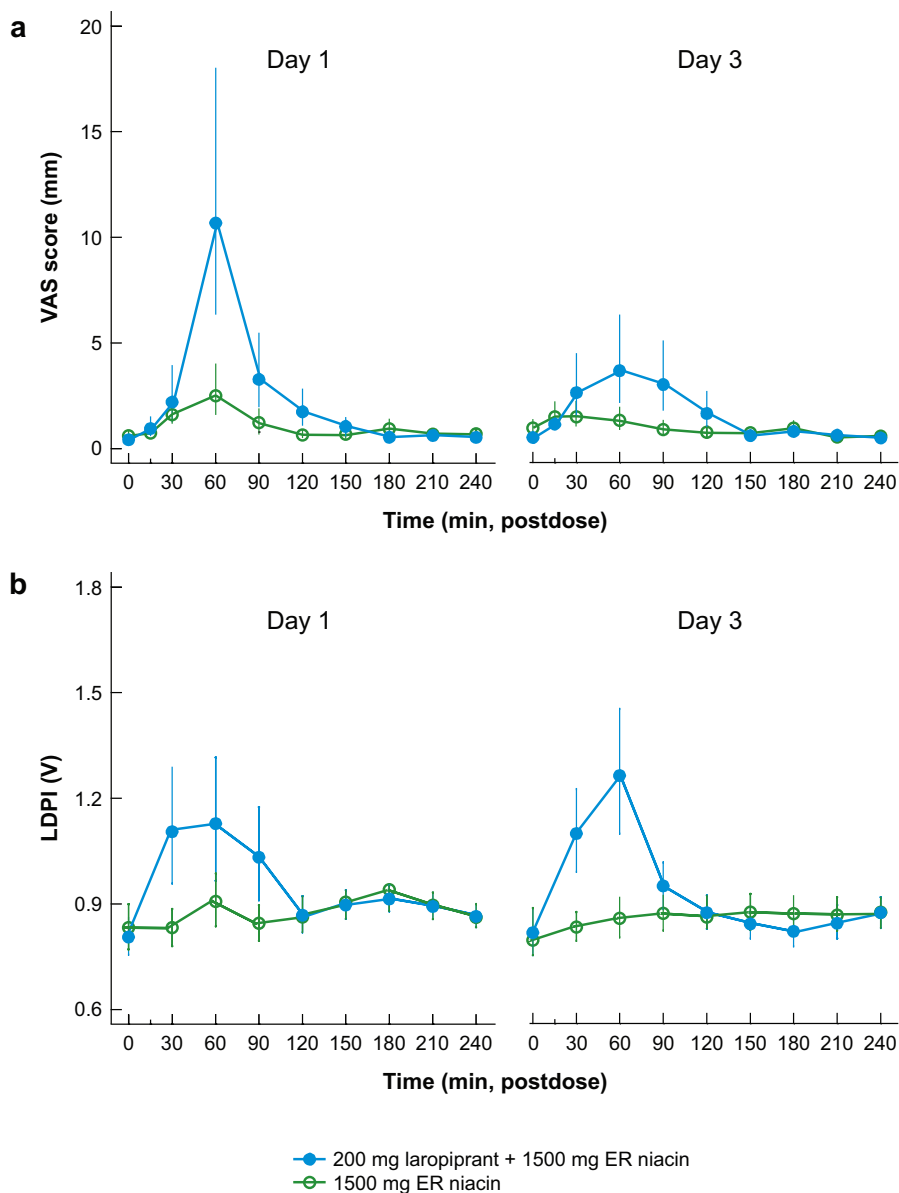 a
Day 1
Day 3
VAS score (mm)
20
15
10
5
0
0 30 60 90 120 150 180 210 240
0 30 60 90 120 150 180 210 240
Time (min, postdose)
b
Day 1
Day 3
LDPI (V)
1.8
1.5
1.2
0.9
0.6
0 30 60 90 120 150 180 210 240
0 30 60 90 120 150 180 210 240
Time (min, postdose)
200 mg laropiprant + 1500 mg ER niacin
1500 mg ER niacin